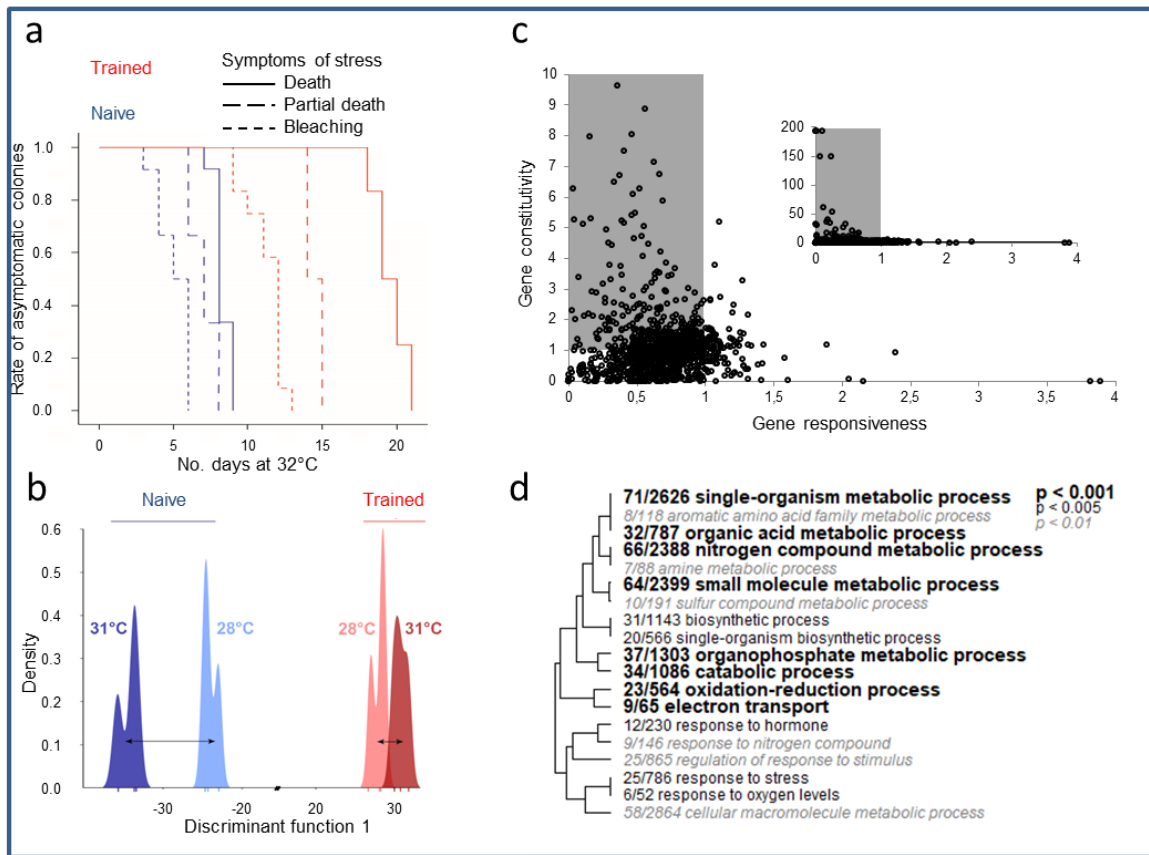 a
Trained
Naive
Symptoms of stress
Death
Partial death
Bleaching
Rate of asymptomatic colonies
1.0
0.8
0.6
0.4
0.2
0.0
0
5
10
15
20
No. days at 32°C
b
Naive
Trained
Density
0.6
0.5
0.4
0.3
0.2
0.1
0.0
31°C
28°C
28°C
31°C
-30
-20
20
30
Discriminant function 1
c
Gene constitutivity
10
9
8
7
6
5
4
3
2
1
0
0
0,5
1
1,5
2
2,5
3
3,5
4
Gene responsiveness
200
150
100
50
0
0
1
2
3
4
d
71/2626 single-organism metabolic process
8/118 aromatic amino acid family metabolic process
32/787 organic acid metabolic process
66/2388 nitrogen compound metabolic process
7/88 amine metabolic process
64/2399 small molecule metabolic process
10/191 sulfur compound metabolic process
31/1143 biosynthetic process
20/566 single-organism biosynthetic process
37/1303 organophosphate metabolic process
34/1086 catabolic process
23/564 oxidation-reduction process
9/65 electron transport
12/230 response to hormone
9/146 response to nitrogen compound
25/865 regulation of response to stimulus
25/786 response to stress
6/52 response to oxygen levels
58/2864 cellular macromolecule metabolic process
p < 0.001
p < 0.005
p < 0.01